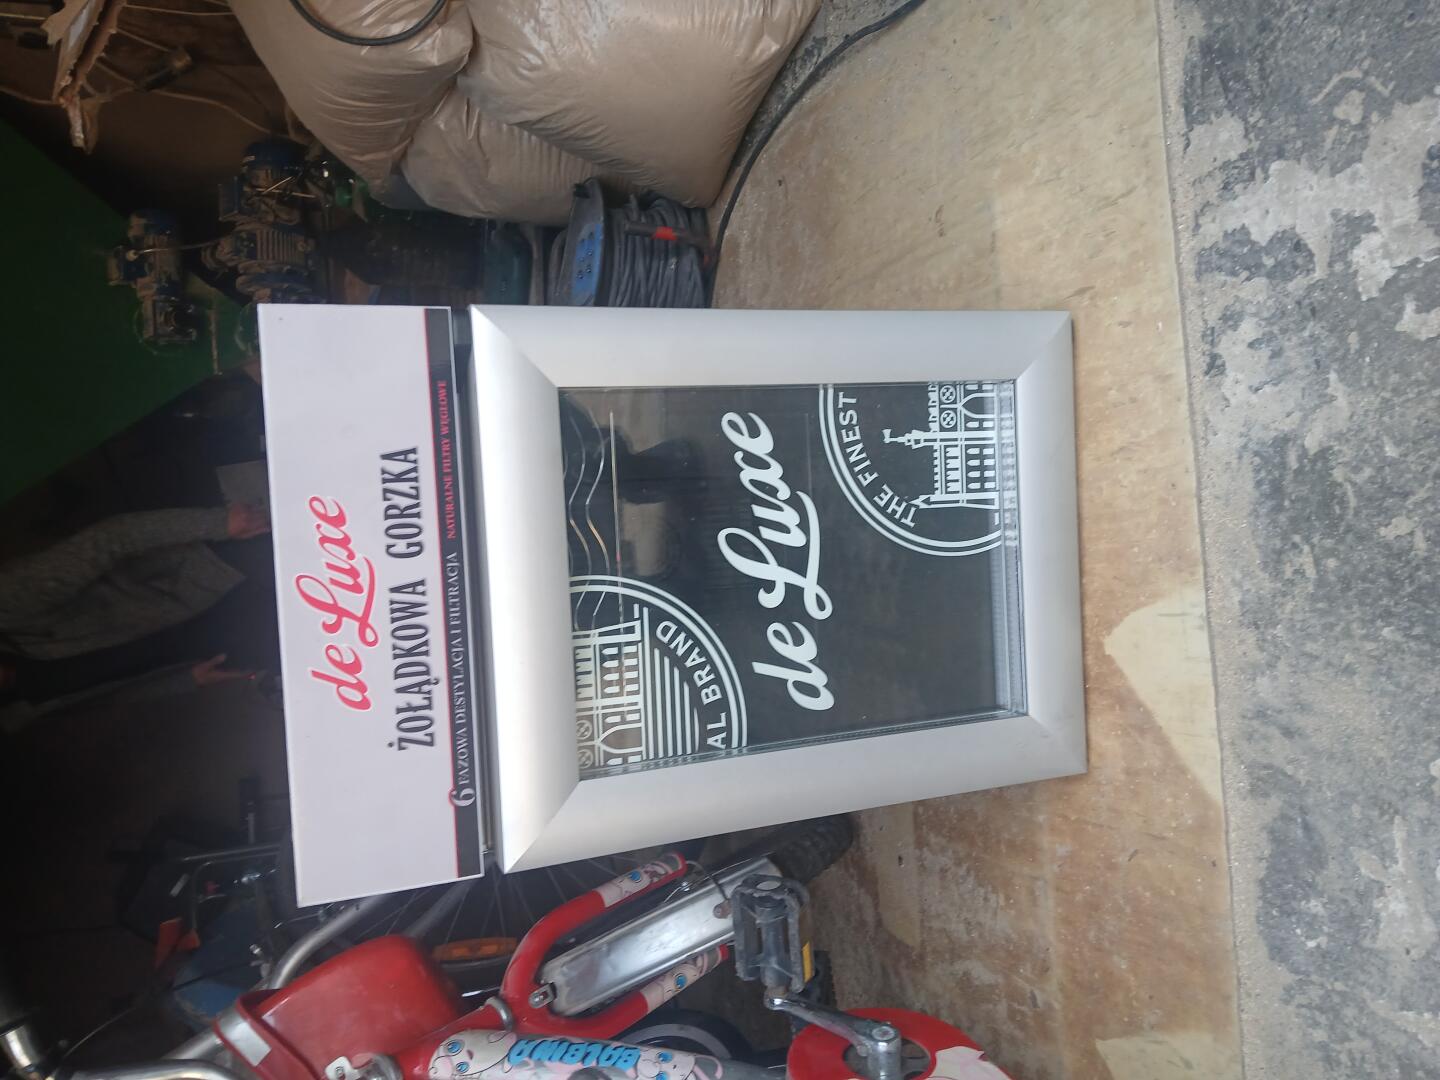 de Luxe
ŻOŁĄDKOWA GORZKA
6 FAZOWA DESTYLACJA I FILTRACJA NATURALNE FILTRY WĘGLOWE
AL BRAND
de Luxe
THE FINEST
BALBINA